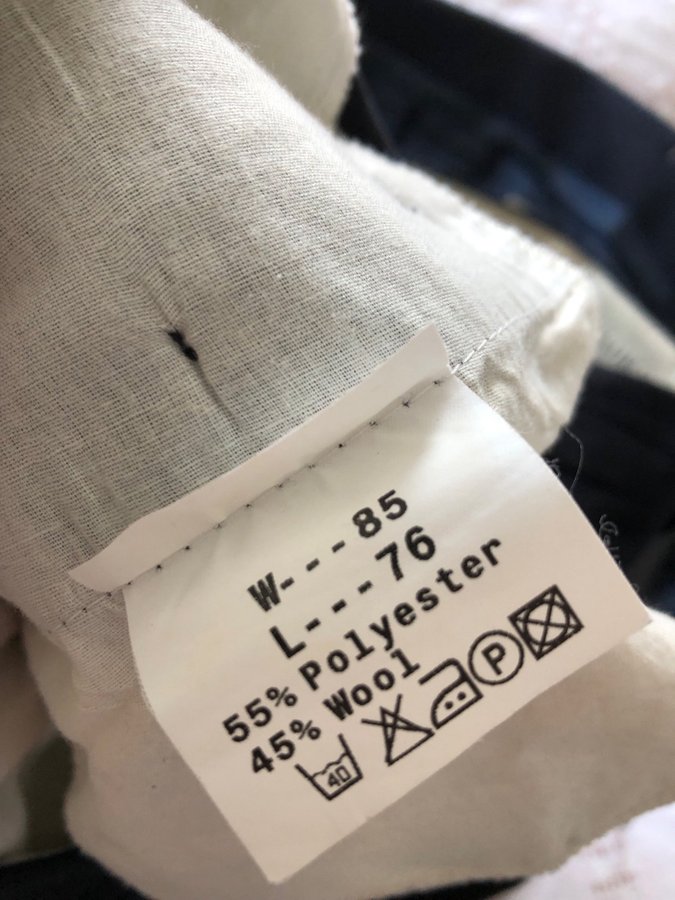 W---85
L---76
55% Polyester
45% Wool
40 P